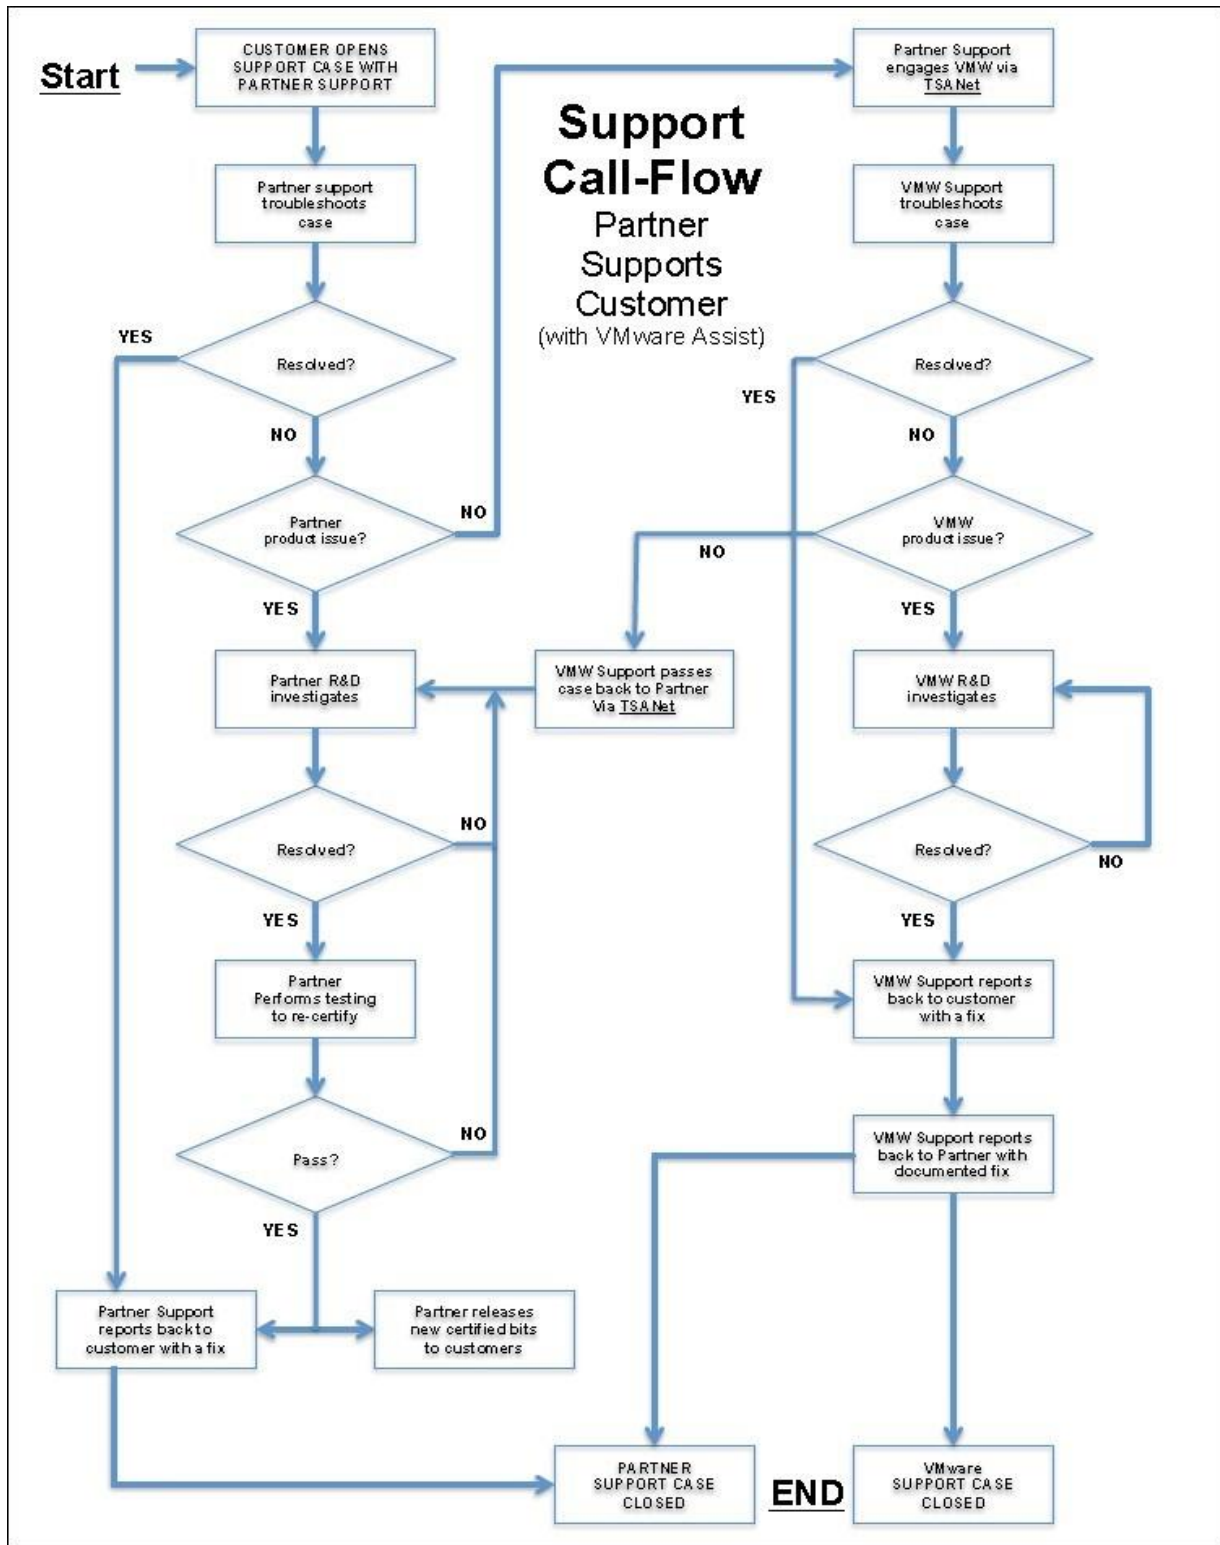 Start
CUSTOMER OPENS
SUPPORT CASE WITH
PARTNER SUPPORT
Partner support
troubleshoots
case
YES
Resolved?
NO
Partner
product issue?
NO
YES
Partner R&D
investigates
Resolved?
NO
YES
Partner
Performs testing
to re-certify
Pass?
NO
YES
Partner Support
reports back to
customer with a fix
Partner releases
new certified bits
to customers
Support
Call-Flow
Partner
Supports
Customer
(with VMware Assist)
Partner Support
engages VMW via
TSANet
VMW Support
troubleshoots
case
Resolved?
YES
NO
VMW
product issue?
NO
YES
VMW Support passes
case back to Partner
Via TSANet
VMW R&D
investigates
Resolved?
NO
YES
VMW Support reports
back to customer
with a fix
VMW Support reports
back to Partner with
documented fix
PARTNER
SUPPORT CASE
CLOSED
END
VMware
SUPPORT CASE
CLOSED